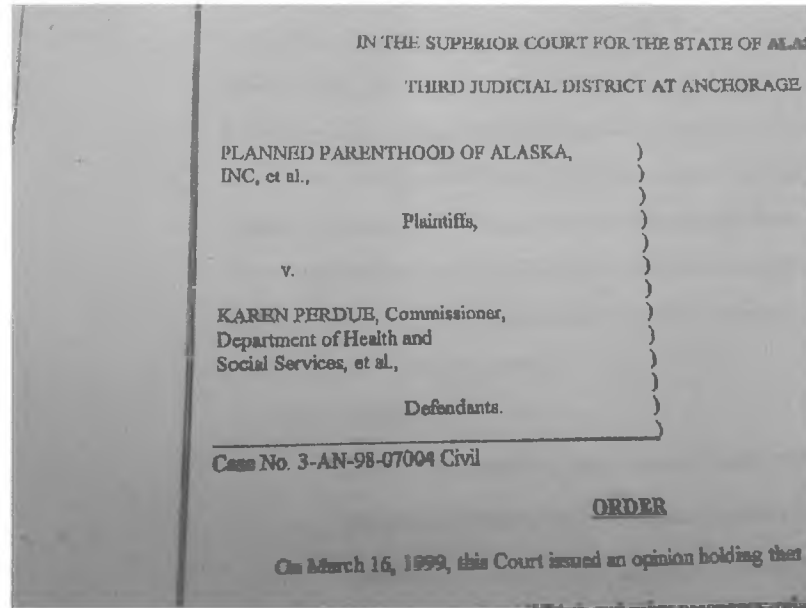 IN THE SUPERIOR COURT FOR THE STATE OF ALAS
THIRD JUDICIAL DISTRICT AT ANCHORAGE
PLANNED PARENTHOOD OF ALASKA, )
INC, et al., )
)
Plaintiffs, )
)
v. )
)
KAREN PERDUE, Commissioner, )
Department of Health and )
Social Services, et al., )
)
Defendants. )
)
Case No. 3-AN-98-07004 Civil
ORDER
On March 16, 1999, this Court issued an opinion holding that